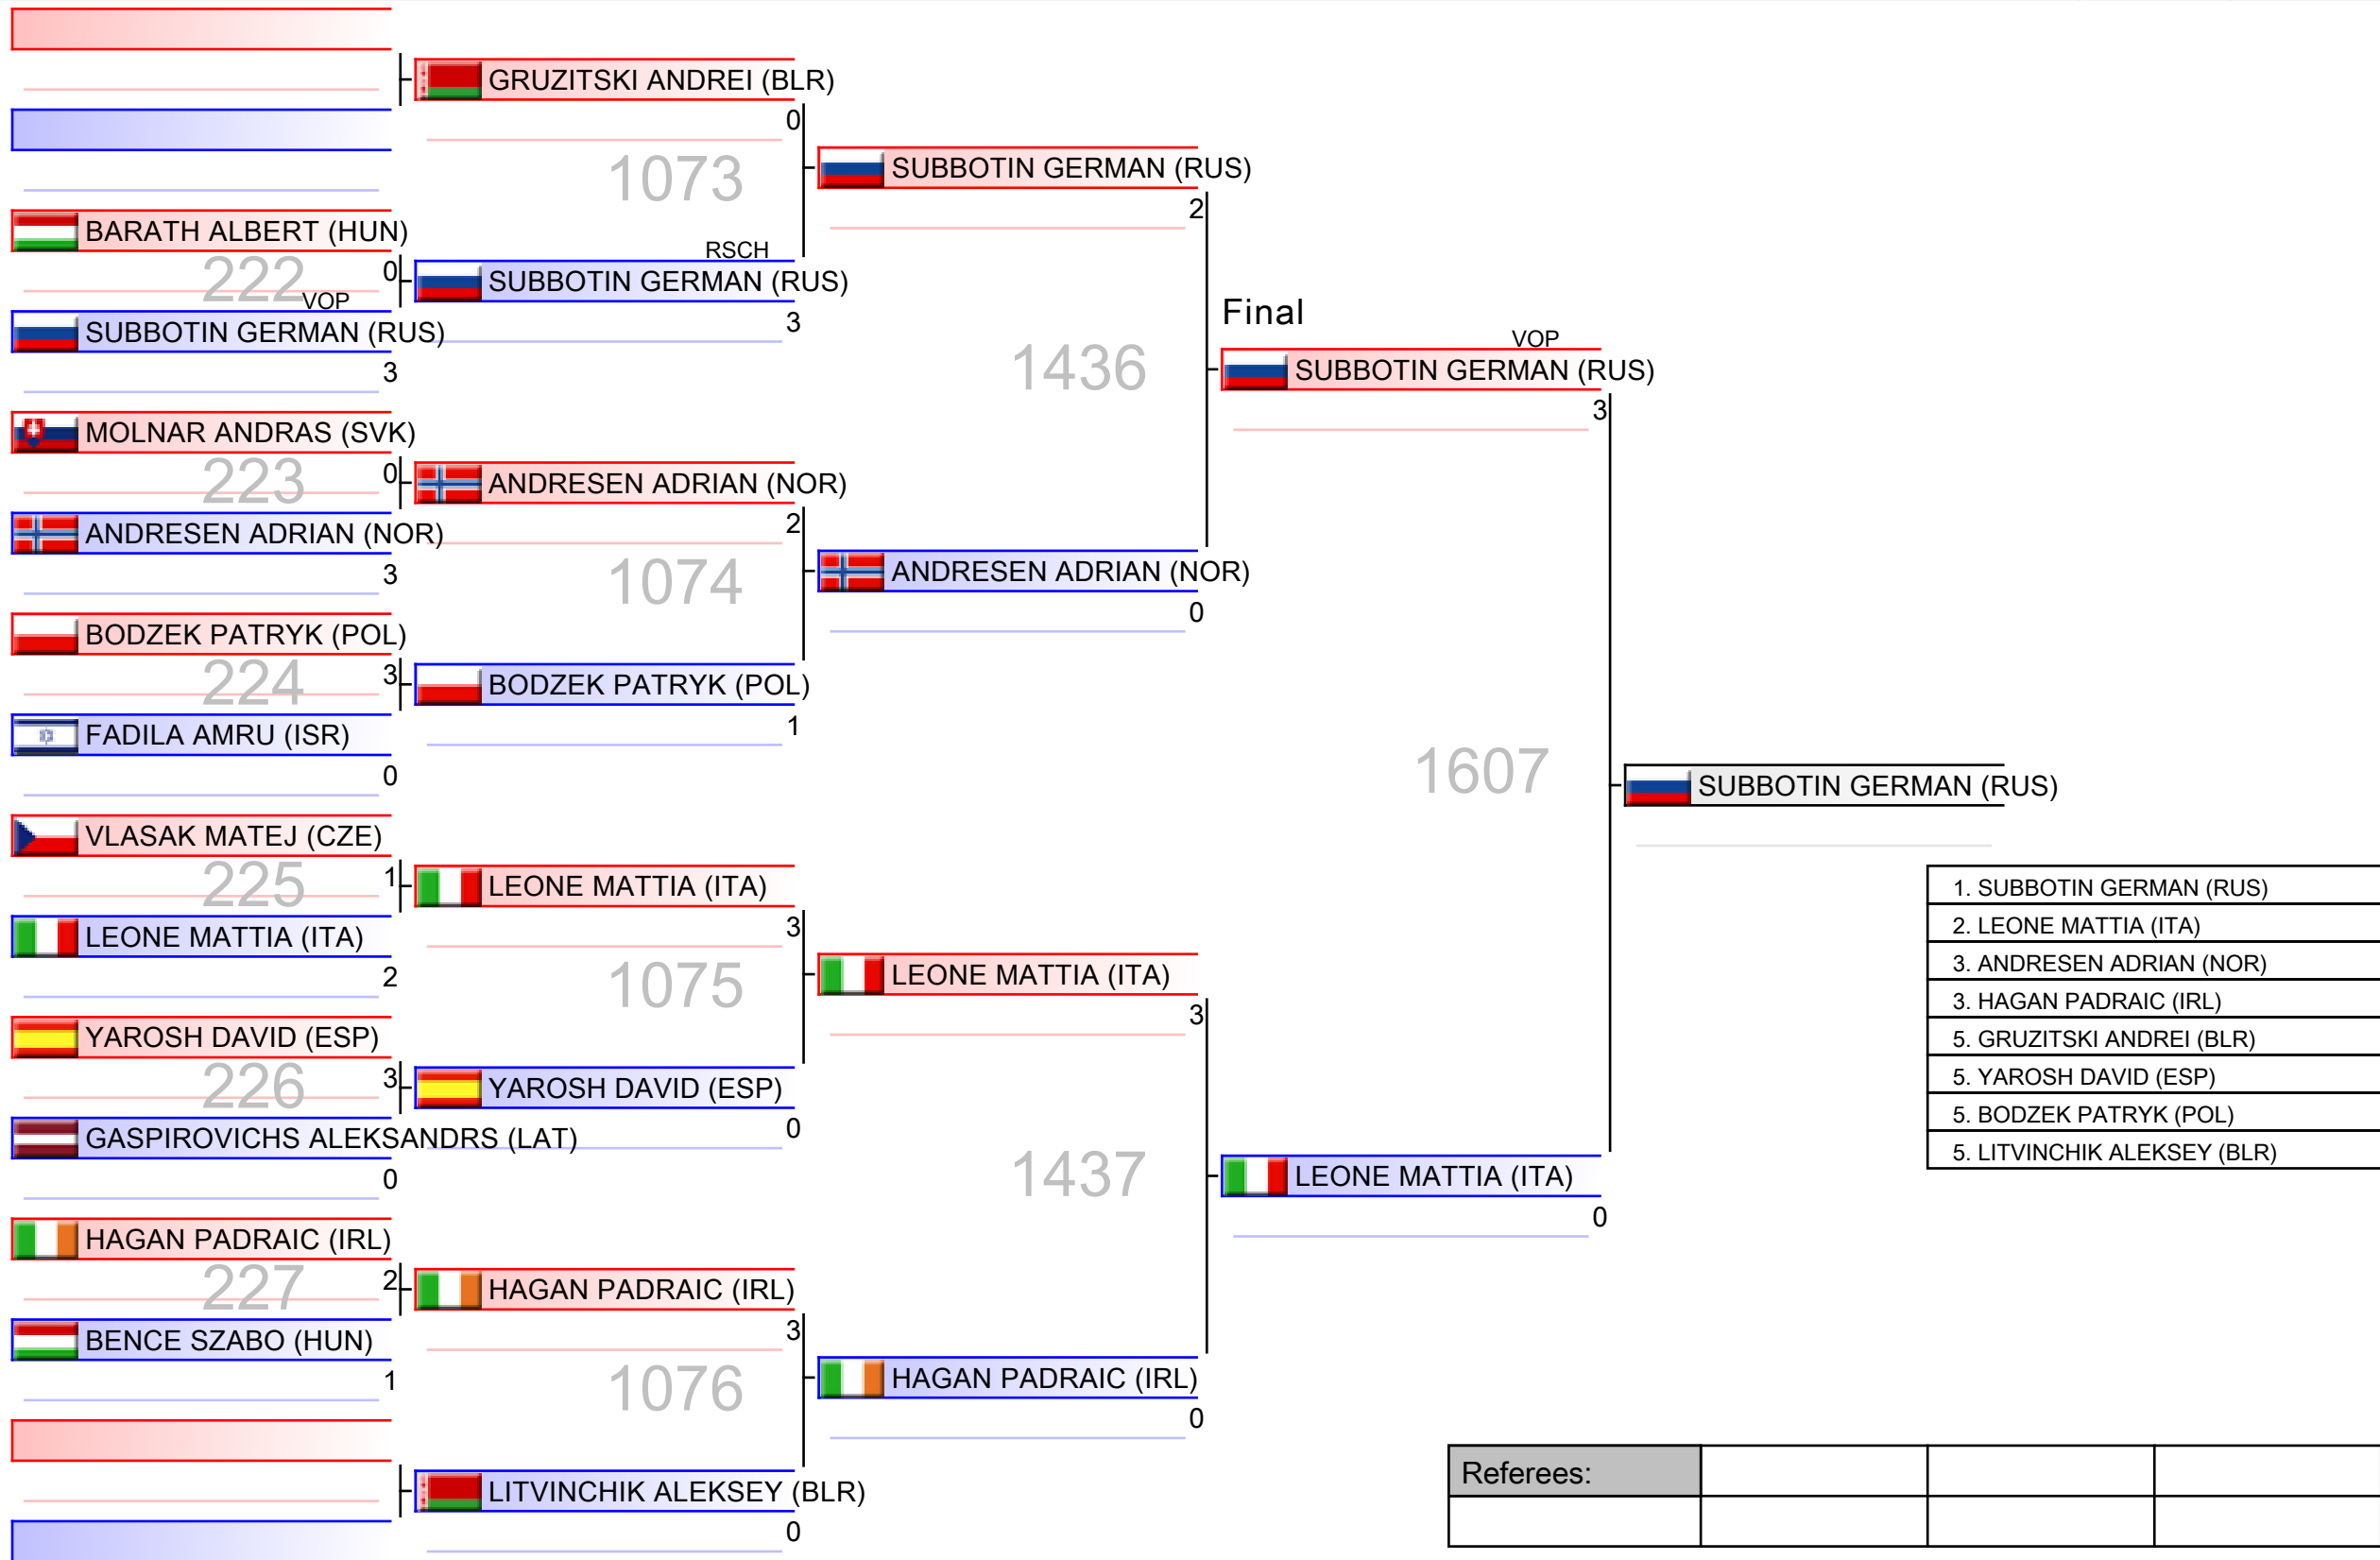 GRUZITSKI ANDREI (BLR)
0
1073
SUBBOTIN GERMAN (RUS)
2
BARATH ALBERT (HUN)
0
222
VOP
RSCH
SUBBOTIN GERMAN (RUS)
3
SUBBOTIN GERMAN (RUS)
3
Final
VOP
1436
SUBBOTIN GERMAN (RUS)
3
MOLNAR ANDRAS (SVK)
0
223
ANDRESEN ADRIAN (NOR)
2
ANDRESEN ADRIAN (NOR)
3
1074
ANDRESEN ADRIAN (NOR)
0
BODZEK PATRYK (POL)
3
224
BODZEK PATRYK (POL)
1
FADILA AMRU (ISR)
0
1607
SUBBOTIN GERMAN (RUS)
VLASAK MATEJ (CZE)
1
225
LEONE MATTIA (ITA)
3
LEONE MATTIA (ITA)
2
1075
LEONE MATTIA (ITA)
3
YAROSH DAVID (ESP)
3
226
YAROSH DAVID (ESP)
0
GASPIROVICHS ALEKSANDRS (LAT)
0
1437
LEONE MATTIA (ITA)
0
HAGAN PADRAIC (IRL)
2
227
HAGAN PADRAIC (IRL)
3
BENCE SZABO (HUN)
1
1076
HAGAN PADRAIC (IRL)
0
LITVINCHIK ALEKSEY (BLR)
0
1. SUBBOTIN GERMAN (RUS)
2. LEONE MATTIA (ITA)
3. ANDRESEN ADRIAN (NOR)
3. HAGAN PADRAIC (IRL)
5. GRUZITSKI ANDREI (BLR)
5. YAROSH DAVID (ESP)
5. BODZEK PATRYK (POL)
5. LITVINCHIK ALEKSEY (BLR)
Referees: